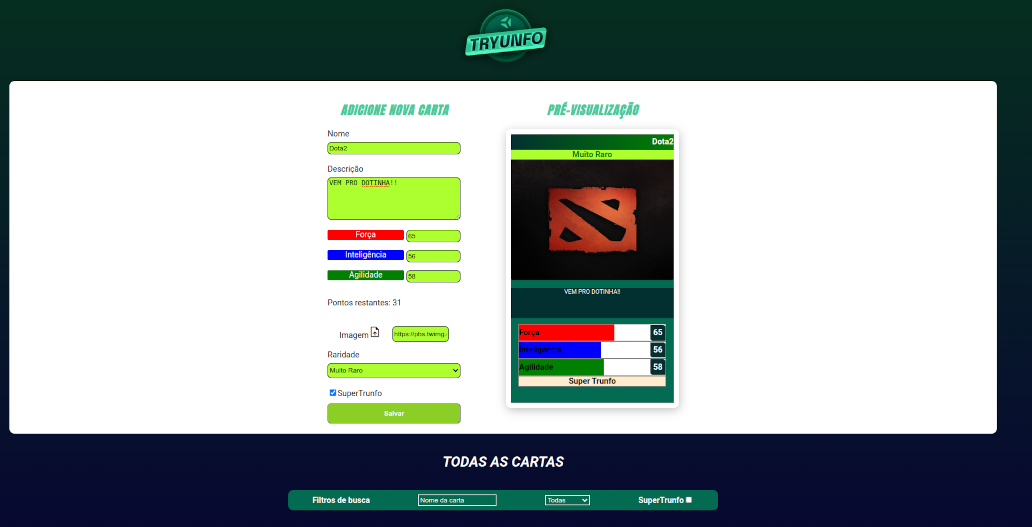 TRYUNFO
ADICIONE NOVA CARTA
Nome
Dota2
Descrição
VEM PRO DOTINHA!!
Força
65
Inteligência
56
Agilidade
58
Pontos restantes: 31
Imagem
https://pbs.twimg.
Raridade
Muito Raro
SuperTrunfo
Salvar
PRÉ-VISUALIZAÇÃO
Dota2
Muito Raro
VEM PRO DOTINHA!!
Força 65
Inteligência 56
Agilidade 58
Super Trunfo
TODAS AS CARTAS
Filtros de busca
Nome da carta
Todas
SuperTrunfo